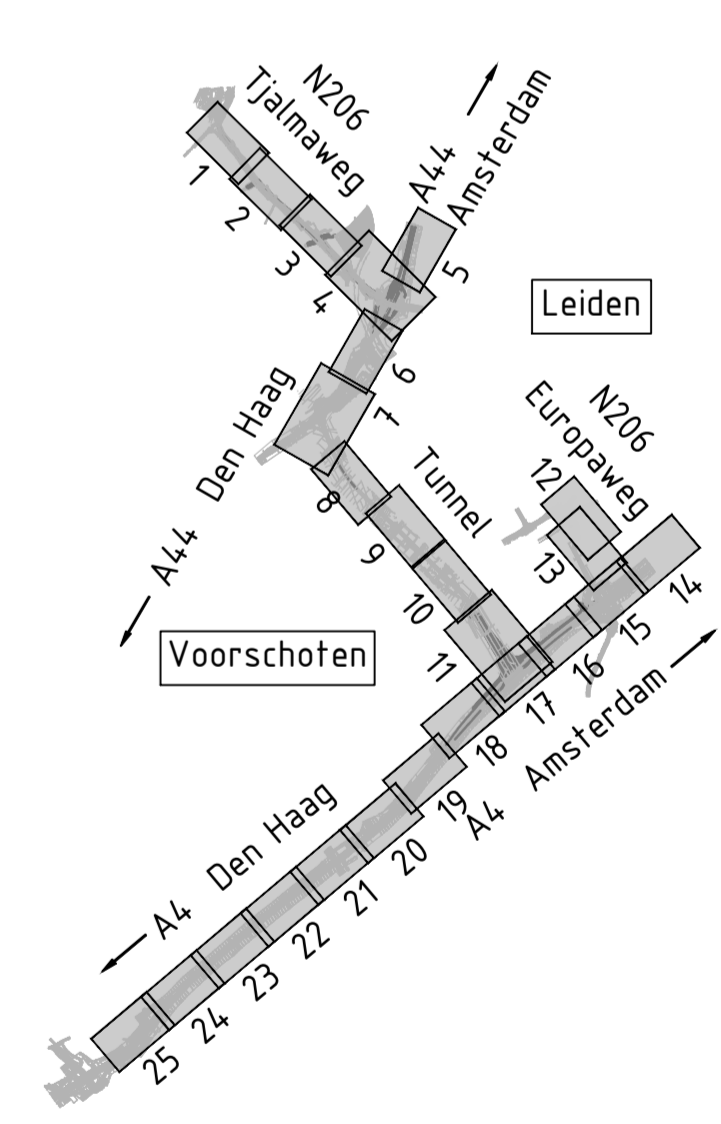 N206
Tjalmaweg
A44
Amsterdam
1
2
3
4
5
Leiden
6
7
A44 Den Haag
8
Tunnel
9
10
11
N206
Europaweg
12
13
14
15
16
17
Voorschoten
18
19
A4 Amsterdam
20
A4 Den Haag
21
22
23
24
25